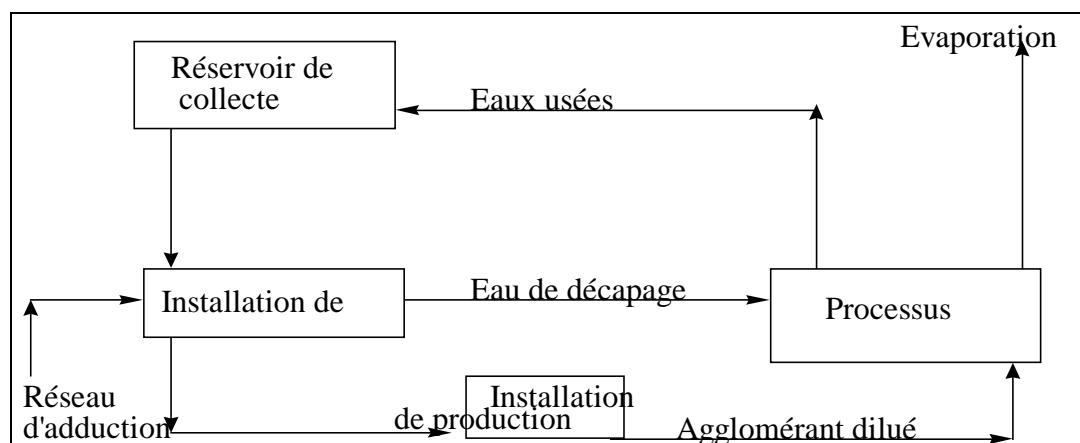 Evaporation
Réservoir de
collecte
Eaux usées
Installation de
Eau de décapage
Processus
Réseau
d'adduction
Installation
de production
Agglomérant dilué